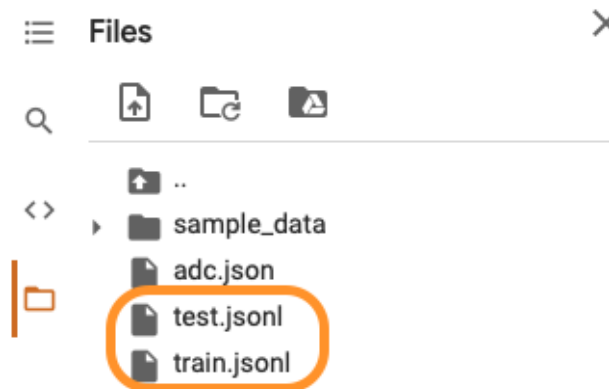 Files
..
sample_data
adc.json
test.jsonl
train.jsonl